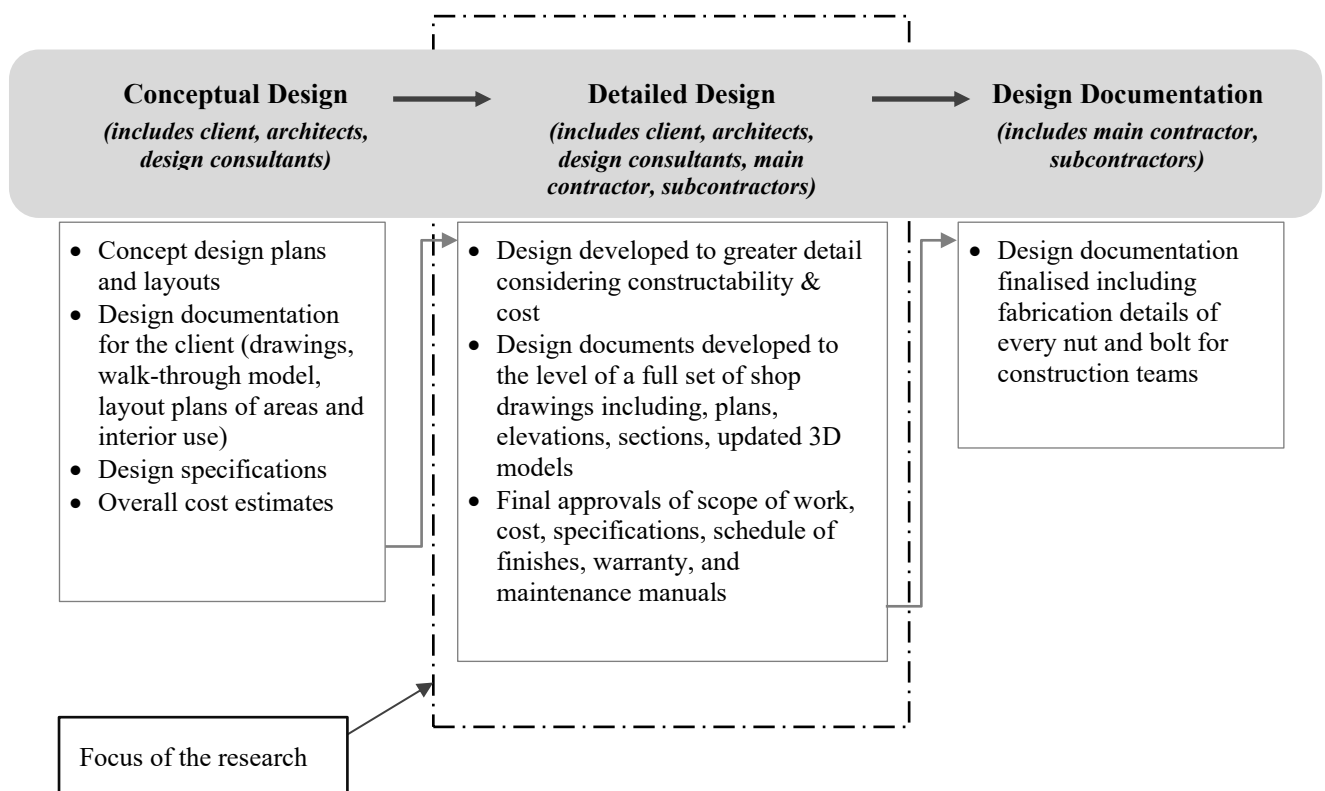 Conceptual Design
(includes client, architects,
design consultants)
Detailed Design
(includes client, architects,
design consultants, main
contractor, subcontractors)
Design Documentation
(includes main contractor,
subcontractors)
• Concept design plans
and layouts
• Design documentation
for the client (drawings,
walk-through model,
layout plans of areas and
interior use)
• Design specifications
• Overall cost estimates
• Design developed to greater detail
considering constructability &
cost
• Design documents developed to
the level of a full set of shop
drawings including, plans,
elevations, sections, updated 3D
models
• Final approvals of scope of work,
cost, specifications, schedule of
finishes, warranty, and
maintenance manuals
• Design documentation
finalised including
fabrication details of
every nut and bolt for
construction teams
Focus of the research